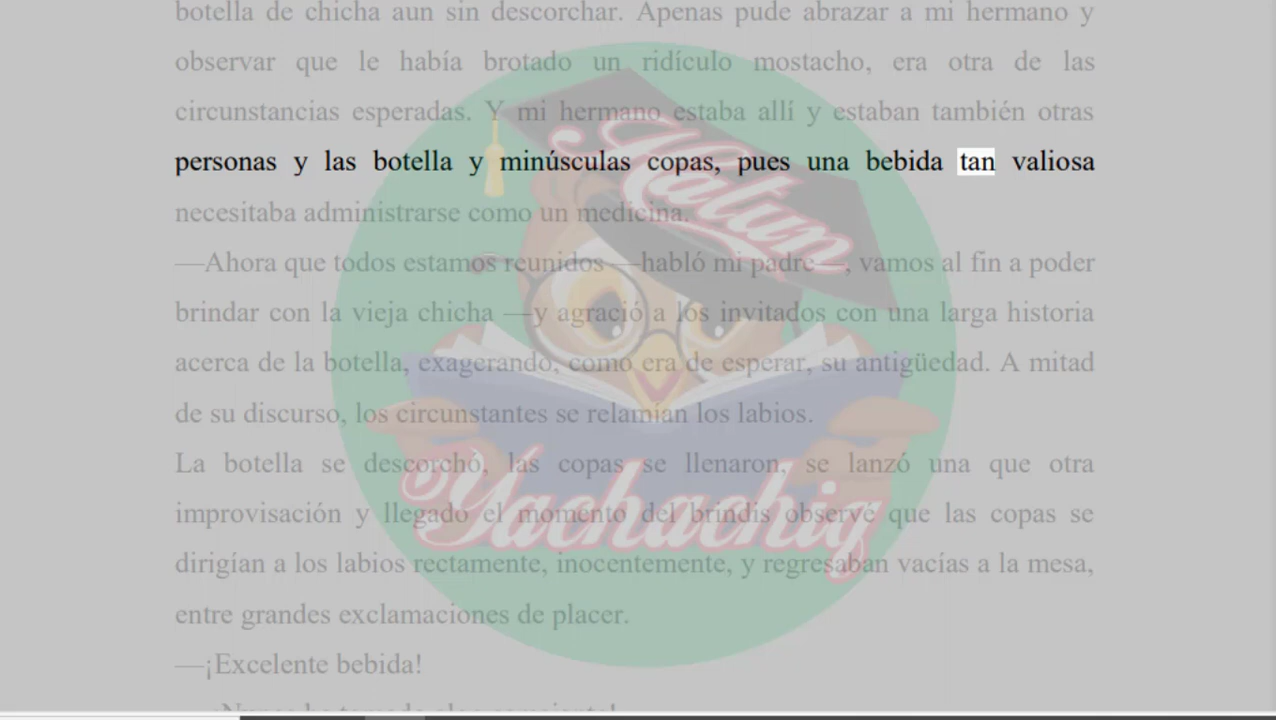 botella de chicha aun sin descorchar. Apenas pude abrazar a mi hermano y
observar que le había brotado un ridículo mostacho, era otra de las
circunstancias esperadas. Y mi hermano estaba allí y estaban también otras
personas y las botella y minúsculas copas, pues una bebida tan valiosa
necesitaba administrarse como un medicina.
—Ahora que todos estamos reunidos —habló mi padre—, vamos al fin a poder
brindar con la vieja chicha —y agració a los invitados con una larga historia
acerca de la botella, exagerando, como era de esperar, su antigüedad. A mitad
de su discurso, los circunstantes se relamían los labios.
La botella se descorchó, las copas se llenaron, se lanzó una que otra
improvisación y llegado el momento del brindis observé que las copas se
dirigían a los labios rectamente, inocentemente, y regresaban vacías a la mesa,
entre grandes exclamaciones de placer.
—¡Excelente bebida!
Hatun
Yachachiq